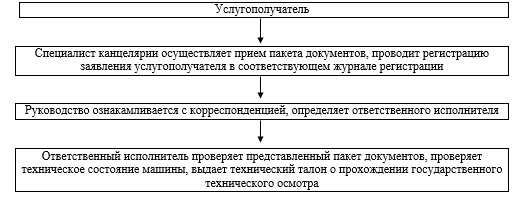 Услугополучатель
Специалист канцелярии осуществляет прием пакета документов, проводит регистрацию
заявления услугополучателя в соответствующем журнале регистрации
Руководство ознакамливается с корреспонденцией, определяет ответственного исполнителя
Ответственный исполнитель проверяет представленный пакет документов, проверяет
техническое состояние машины, выдает технический талон о прохождении государственного
технического осмотра